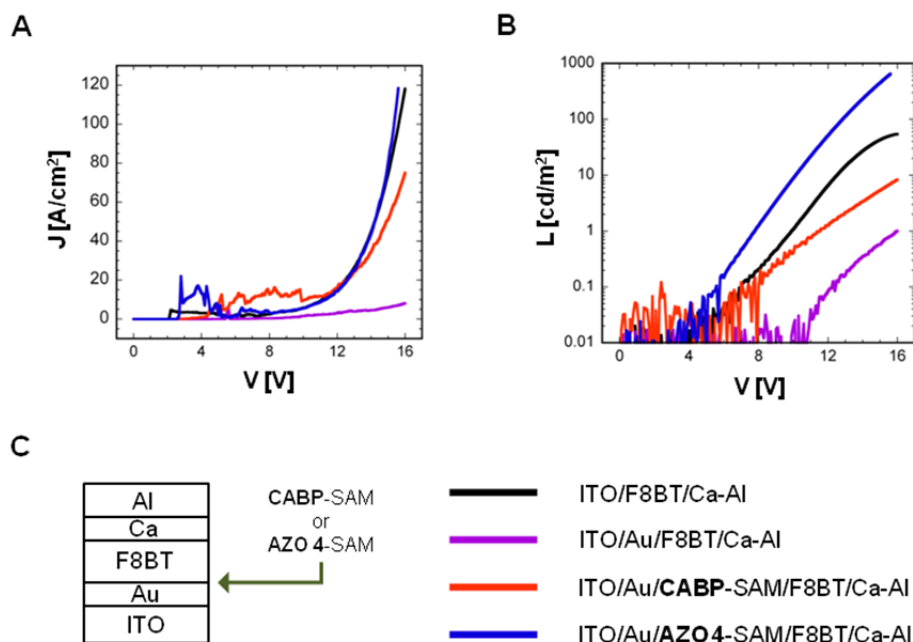 A
B
120
100
80
60
40
20
0
J [A/cm²]
0 4 8 12 16
V [V]
1000
100
10
1
0.1
0.01
L [cd/m²]
0 4 8 12 16
V [V]
C
Al
Ca
F8BT
Au
ITO
CABP-SAM
or
AZO 4-SAM
ITO/F8BT/Ca-Al
ITO/Au/F8BT/Ca-Al
ITO/Au/CABP-SAM/F8BT/Ca-Al
ITO/Au/AZO4-SAM/F8BT/Ca-Al